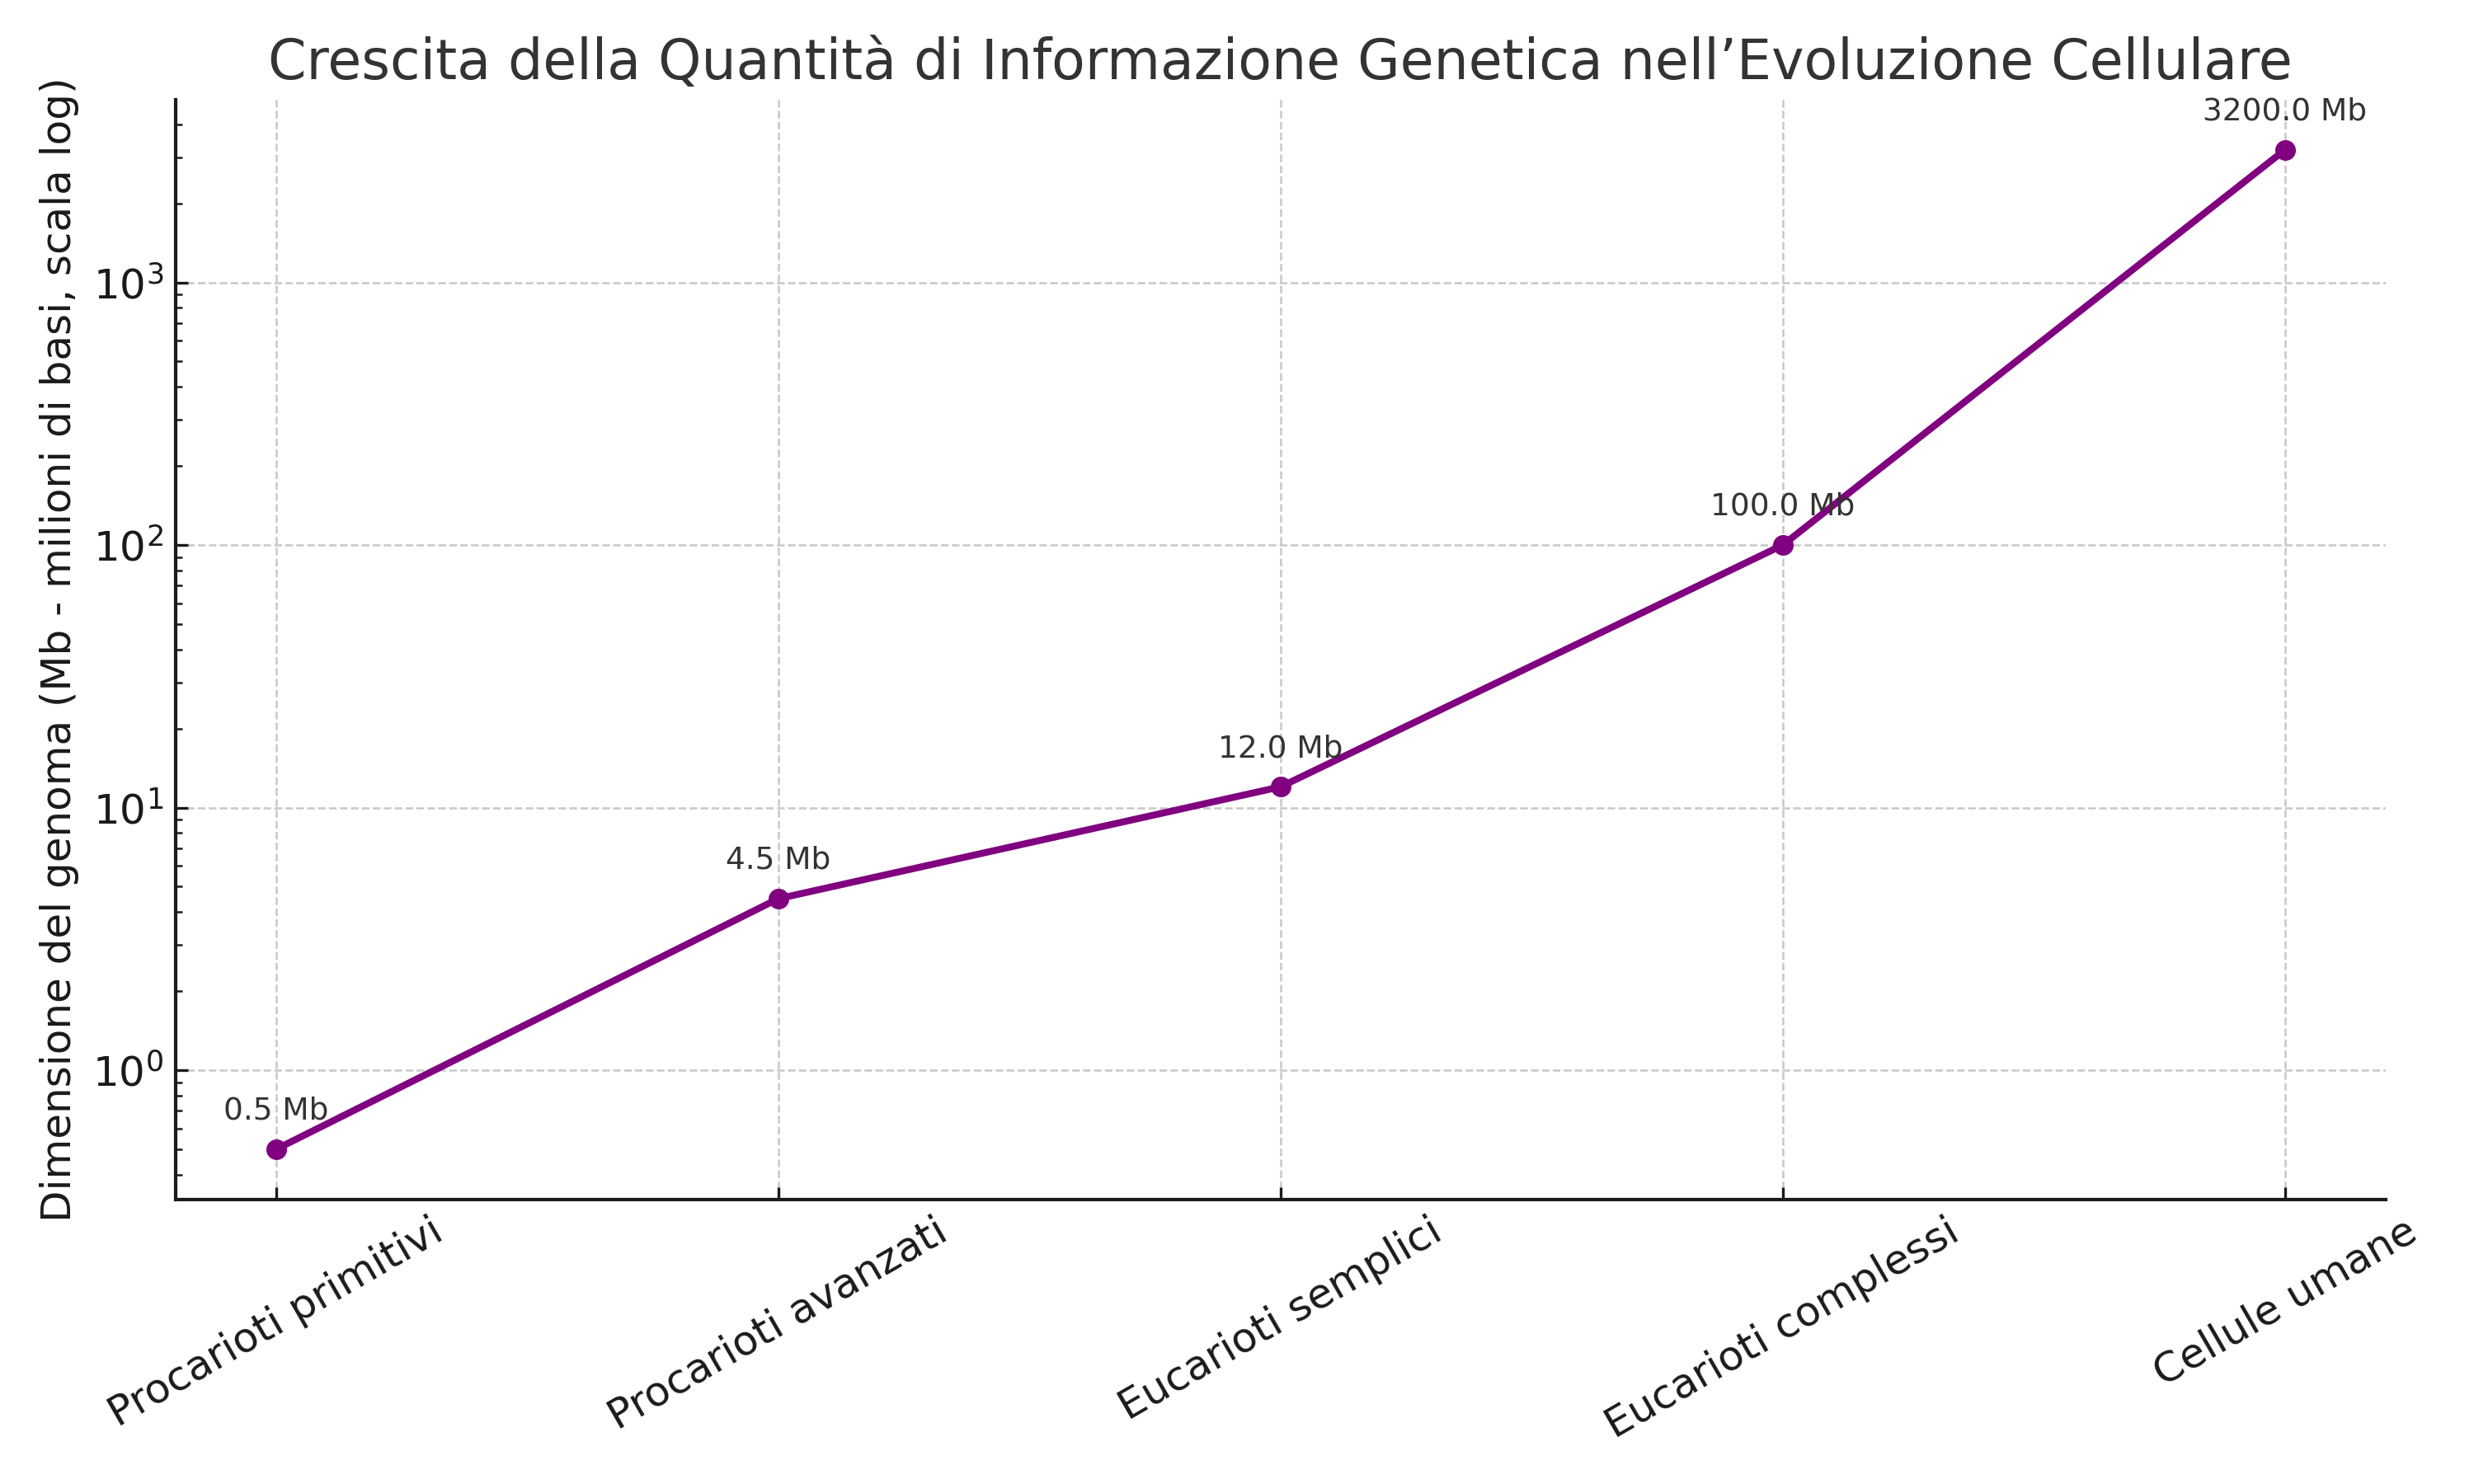 Crescita della Quantità di Informazione Genetica nell’Evoluzione Cellulare
Dimensione del genoma (Mb - milioni di basi, scala log)
10³
10²
10¹
10⁰
0.5 Mb
4.5 Mb
12.0 Mb
100.0 Mb
3200.0 Mb
Procarioti primitivi
Procarioti avanzati
Eucarioti semplici
Eucarioti complessi
Cellule umane